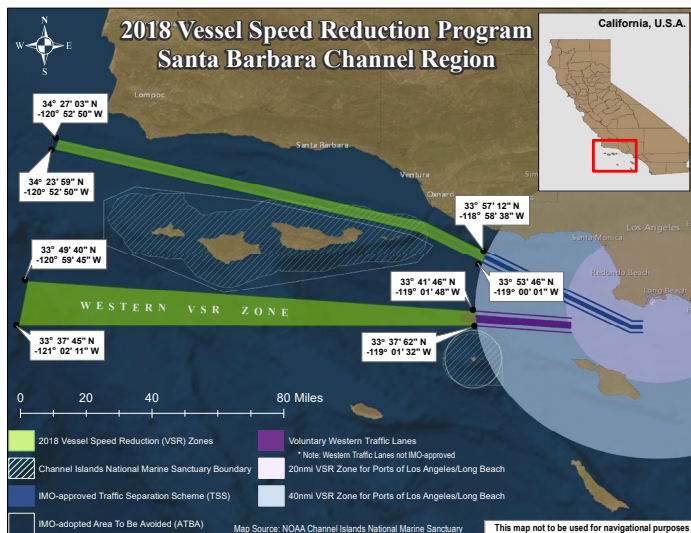 2018 Vessel Speed Reduction Program
Santa Barbara Channel Region
California, U.S.A.
N
W
E
S
Lompoc
34° 27' 03" N
-120° 52' 50" W
Santa Barbara
34° 23' 59" N
-120° 52' 50" W
Ventura
Oxnard
Sim
33° 57' 12" N
-118° 58' 38" W
Los Angeles
Santa Monica
33° 49' 40" N
-120° 59' 45" W
33° 41' 46" N
-119° 01' 48" W
33° 53' 46" N
-119° 00' 01" W
Redondo Beach
Long Beach
WESTERN VSR ZONE
33° 37' 45" N
-121° 02' 11" W
33° 37' 62" N
-119° 01' 32" W
0 20 40 80 Miles
2018 Vessel Speed Reduction (VSR) Zones
Voluntary Western Traffic Lanes
* Note: Western Traffic Lanes not IMO-approved
Channel Islands National Marine Sanctuary Boundary
20nmi VSR Zone for Ports of Los Angeles/Long Beach
IMO-approved Traffic Separation Scheme (TSS)
40nmi VSR Zone for Ports of Los Angeles/Long Beach
IMO-adopted Area To Be Avoided (ATBA)
Map Source: NOAA Channel Islands National Marine Sanctuary
This map not to be used for navigational purposes